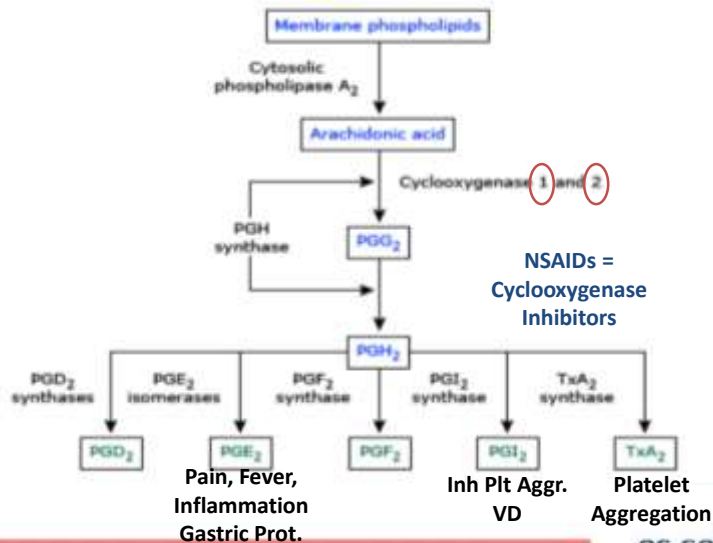 Membrane phospholipids
Cytosolic
phospholipase A₂
Arachidonic acid
Cyclooxygenase 1 and 2
PGH
synthase
PGG₂
NSAIDs =
Cyclooxygenase
Inhibitors
PGH₂
PGD₂
synthases
PGE₂
isomerases
PGF₂
synthase
PGI₂
synthase
TxA₂
synthase
PGD₂
PGE₂
PGF₂
PGI₂
TxA₂
Pain, Fever,
Inflammation
Gastric Prot.
Inh Plt Aggr.
VD
Platelet
Aggregation